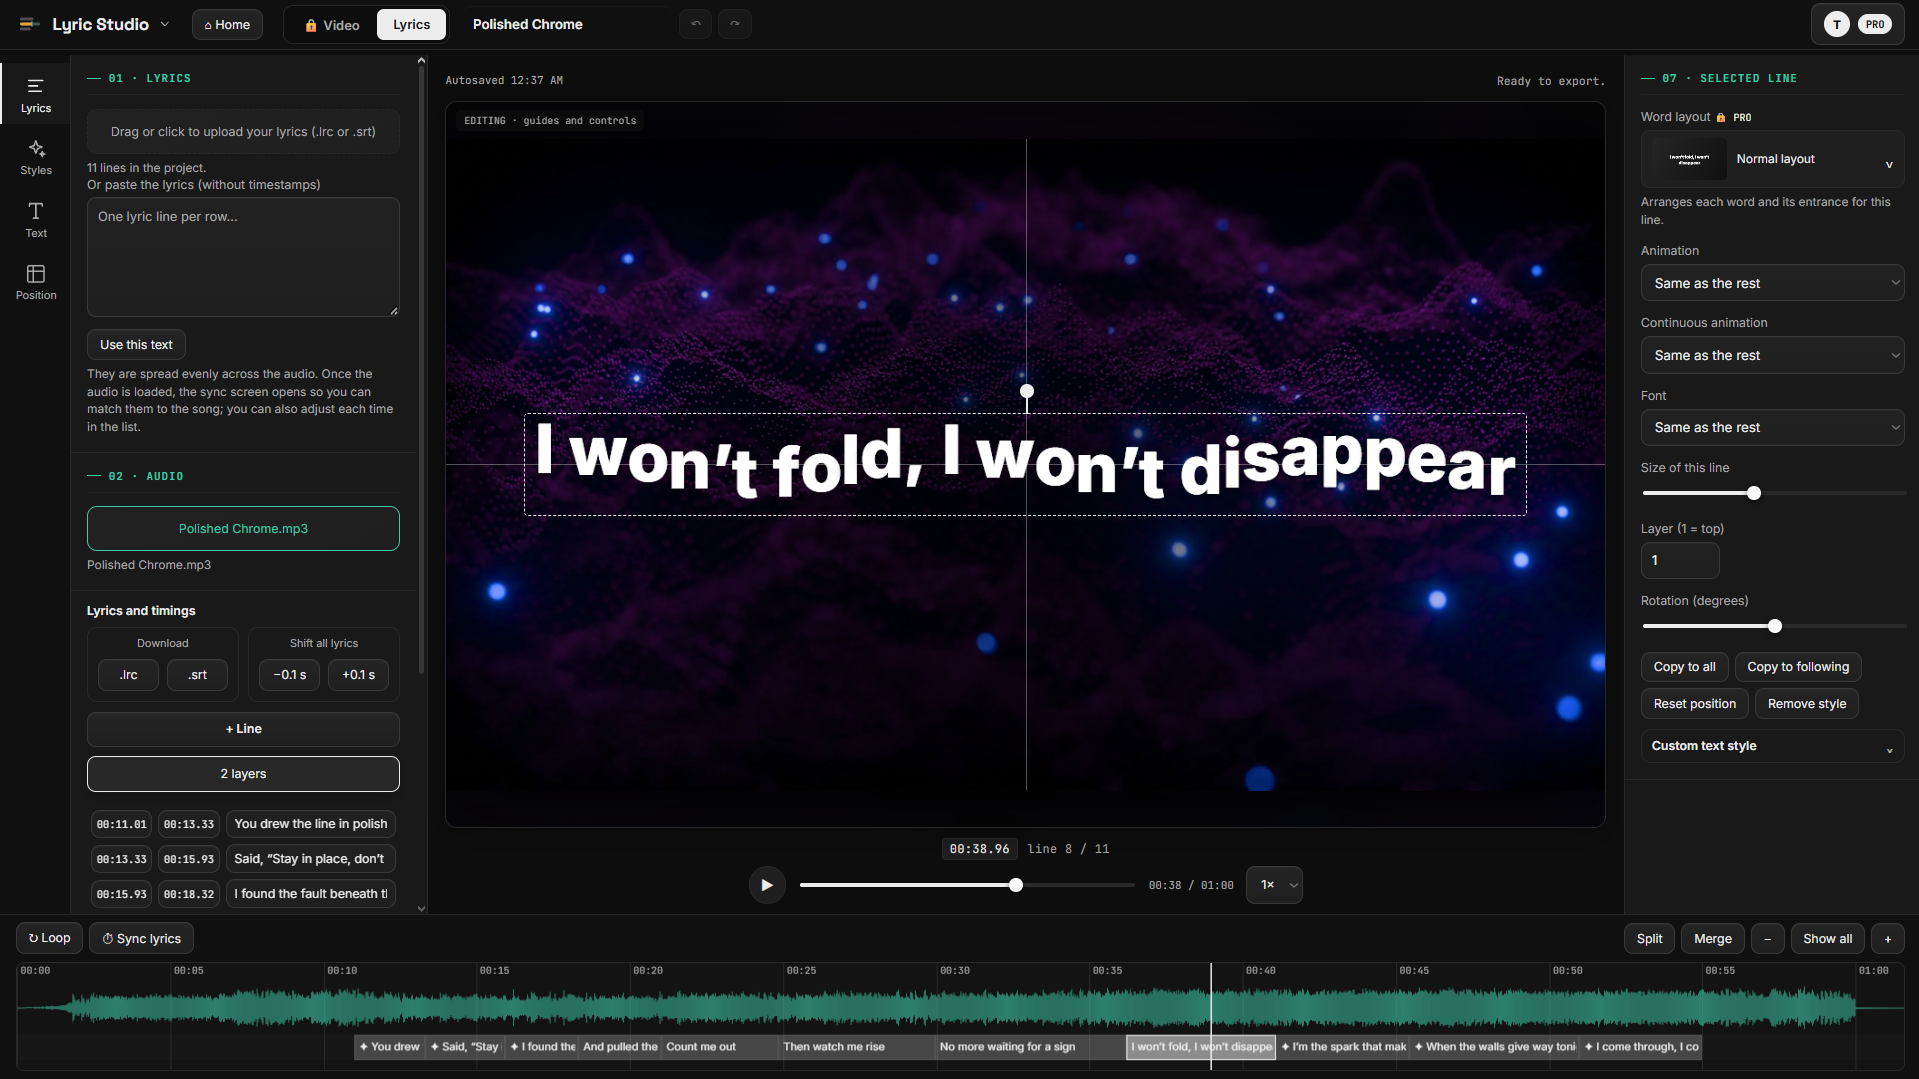 Lyric Studio
Home
Video
Lyrics
Polished Chrome
T
PRO
Lyrics
Styles
Text
Position
01 · LYRICS
Drag or click to upload your lyrics (.lrc or .srt)
11 lines in the project.
Or paste the lyrics (without timestamps)
One lyric line per row...
Use this text
They are spread evenly across the audio. Once the
audio is loaded, the sync screen opens so you can
match them to the song; you can also adjust each time
in the list.
02 · AUDIO
Polished Chrome.mp3
Polished Chrome.mp3
Lyrics and timings
Download
.lrc
.srt
Shift all lyrics
−0.1 s
+0.1 s
+ Line
2 layers
00:11.01 00:13.33 You drew the line in polish
00:13.33 00:15.93 Said, “Stay in place, don’t
00:15.93 00:18.32 I found the fault beneath tl
Autosaved 12:37 AM
Ready to export.
EDITING · guides and controls
I won’t fold, I won’t disappear
00:38.96 line 8 / 11
00:38 / 01:00
1×
07 · SELECTED LINE
Word layout PRO
I won’t fold, I won’t
disappear
Normal layout
Arranges each word and its entrance for this
line.
Animation
Same as the rest
Continuous animation
Same as the rest
Font
Same as the rest
Size of this line
Layer (1 = top)
1
Rotation (degrees)
Copy to all
Copy to following
Reset position
Remove style
Custom text style
Loop
Sync lyrics
Split
Merge
−
Show all
+
00:00 00:05 00:10 00:15 00:20 00:25 00:30 00:35 00:40 00:45 00:50 00:55 01:00
You drew
Said, “Stay
I found the
And pulled the
Count me out
Then watch me rise
No more waiting for a sign
I won’t fold, I won’t disappe
I’m the spark that mak
When the walls give way toni
I come through, I co